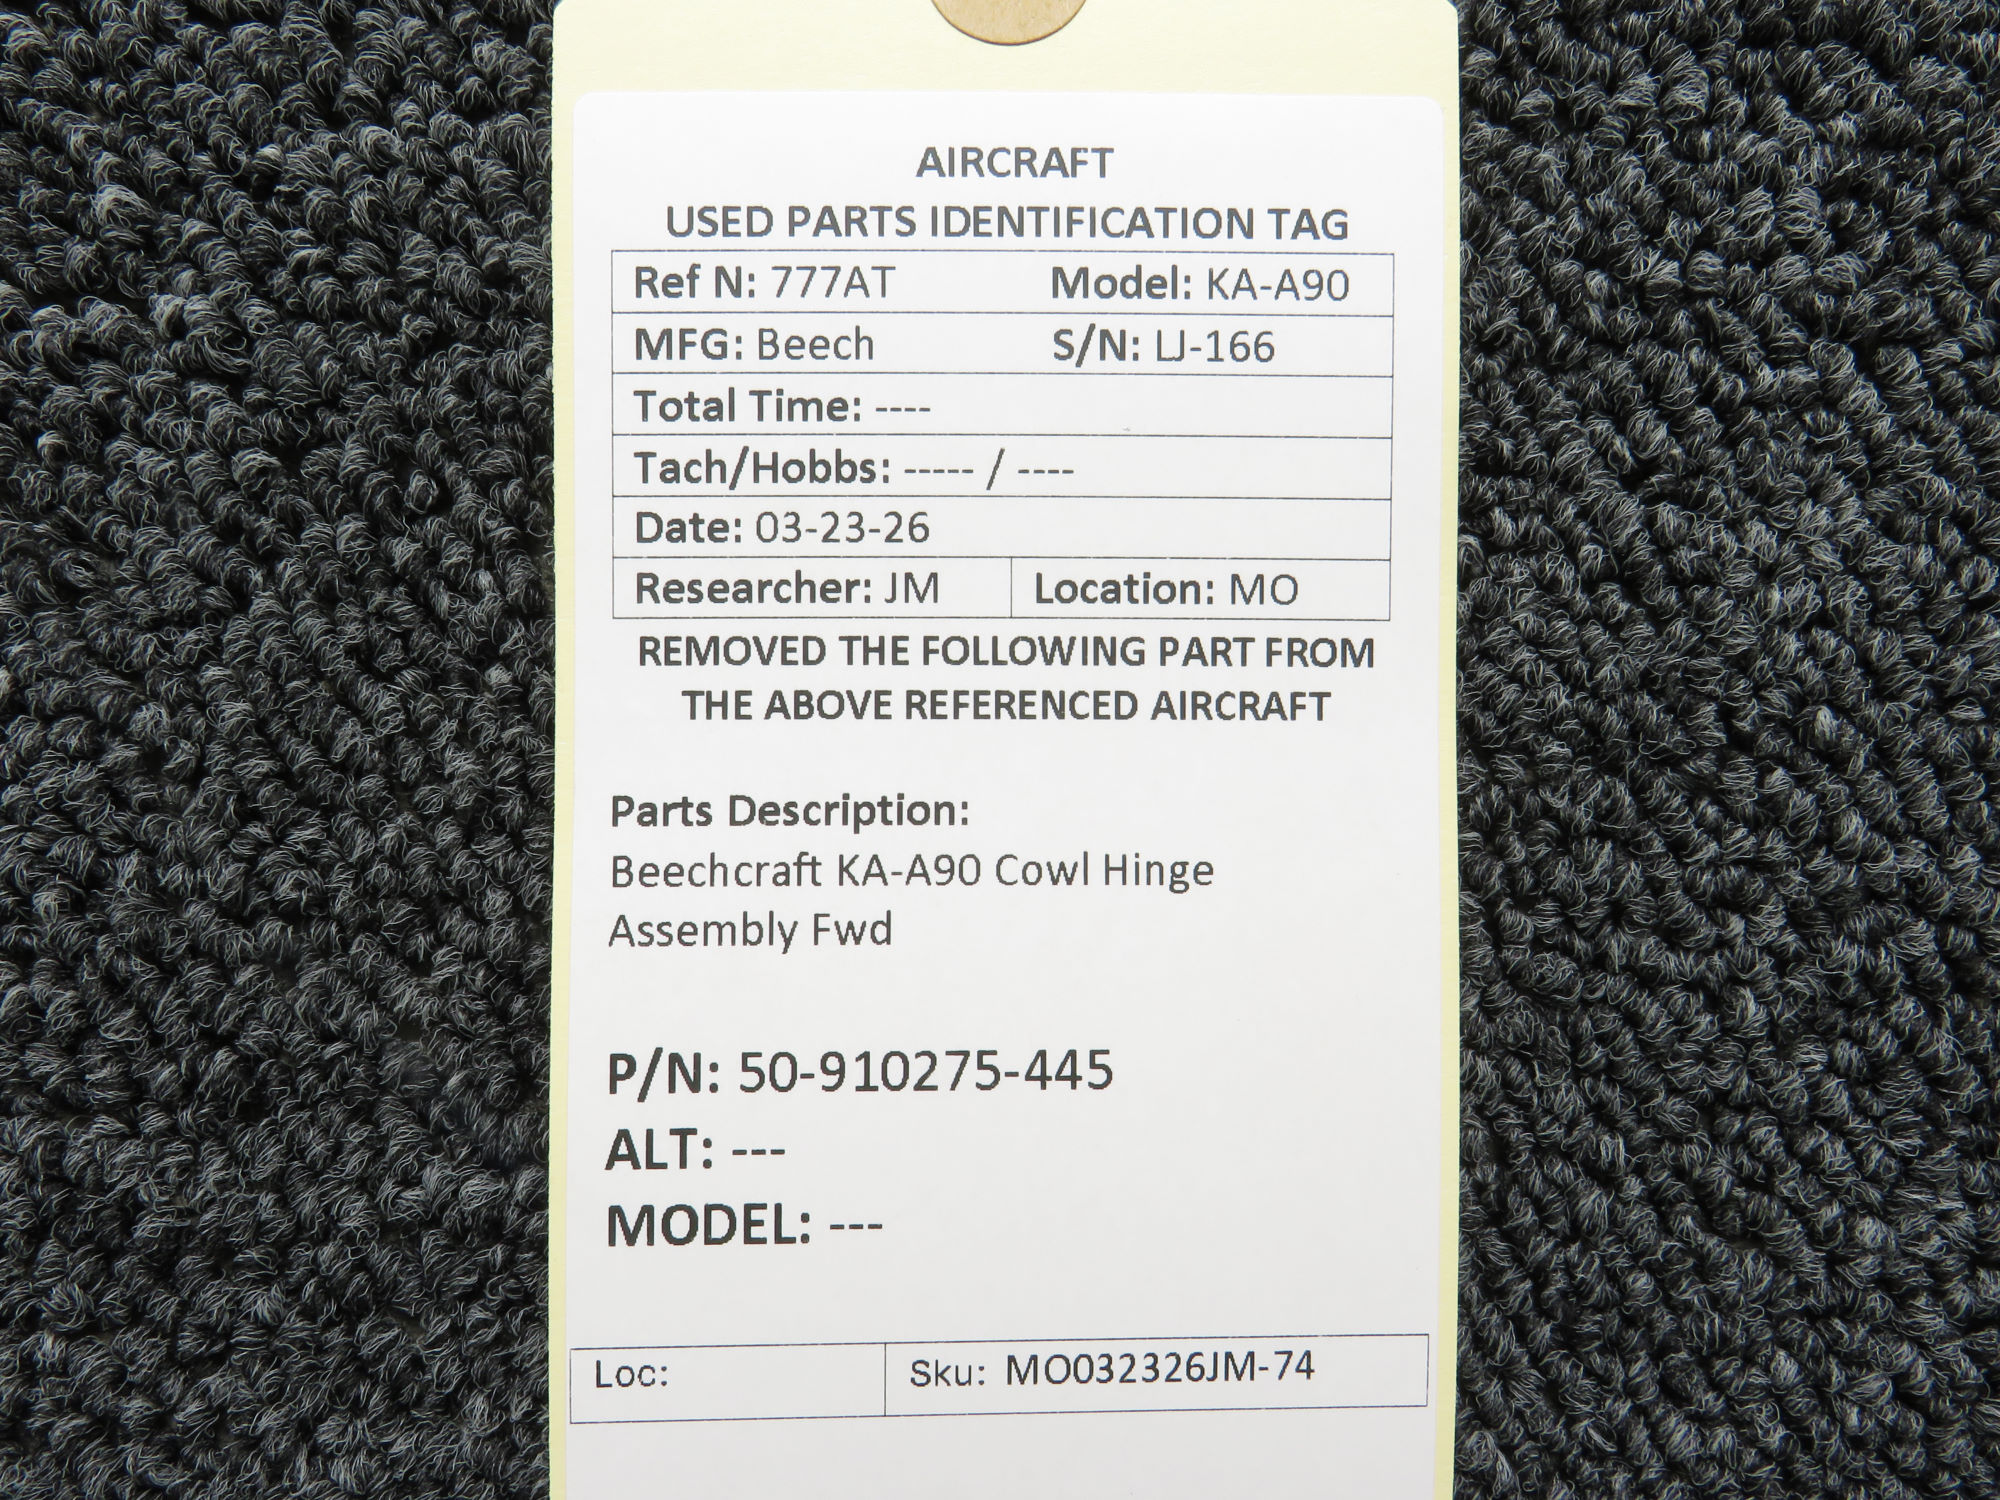 AIRCRAFT
USED PARTS IDENTIFICATION TAG
Ref N: 777AT Model: KA-A90
MFG: Beech S/N: LJ-166
Total Time: ----
Tach/Hobbs: ----- / ----
Date: 03-23-26
Researcher: JM Location: MO
REMOVED THE FOLLOWING PART FROM
THE ABOVE REFERENCED AIRCRAFT
Parts Description:
Beechcraft KA-A90 Cowl Hinge
Assembly Fwd
P/N: 50-910275-445
ALT: ---
MODEL: ---
Loc: Sku: MO032326JM-74